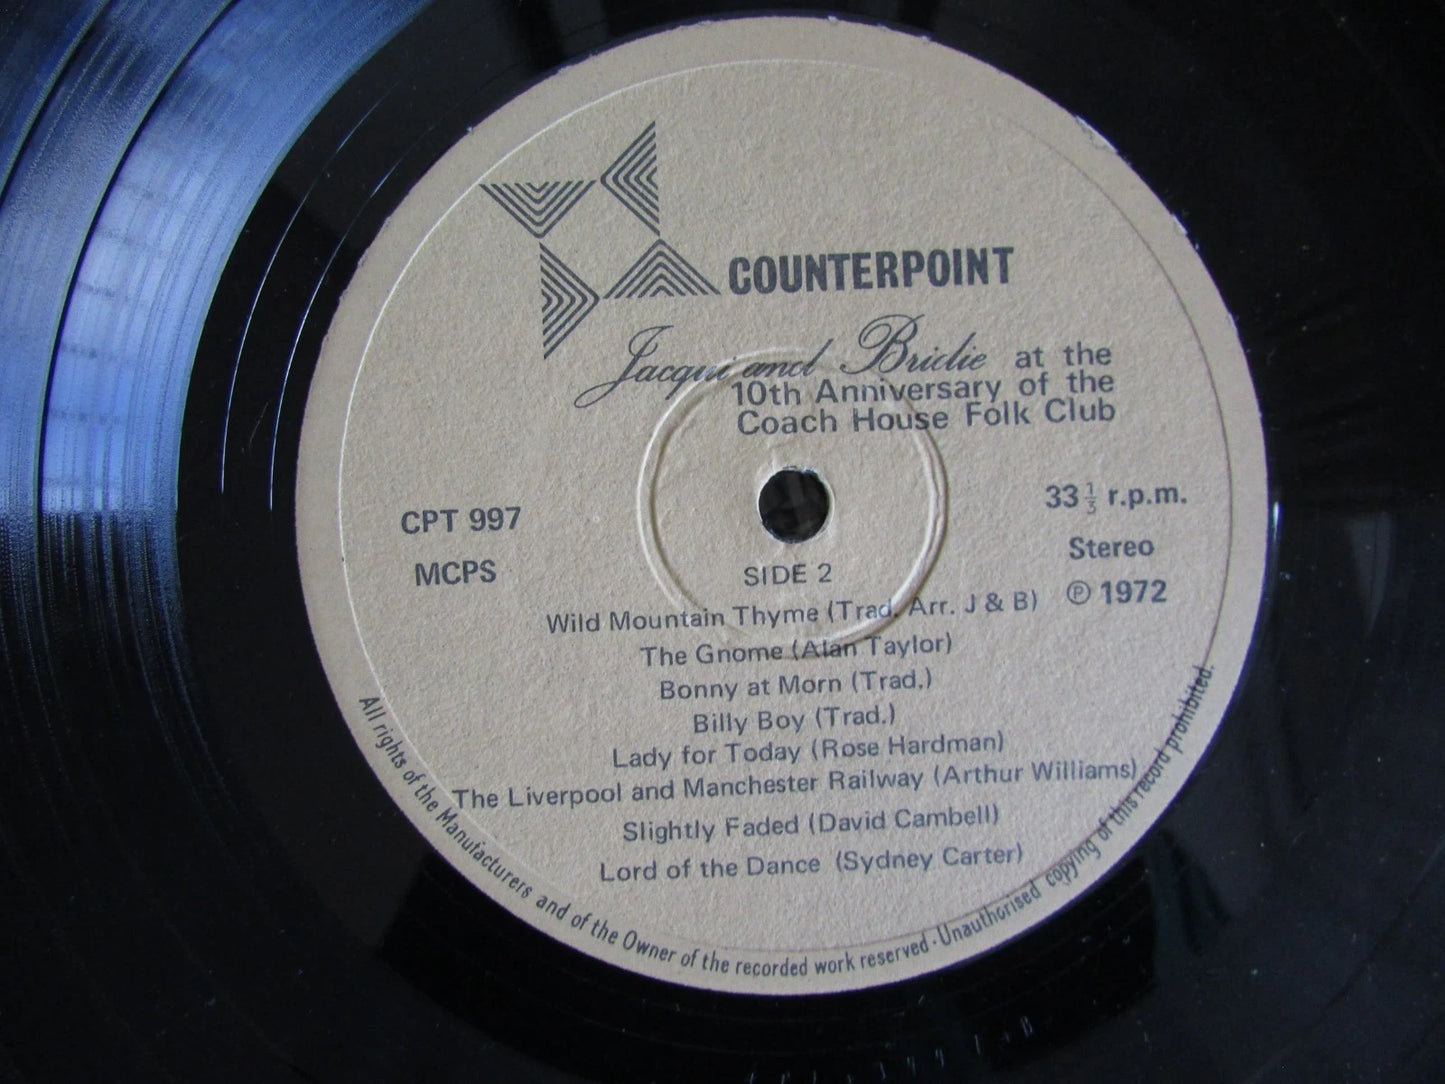 COUNTERPOINT
Jacqui and Bridie at the
10th Anniversary of the
Coach House Folk Club
CPT 997
MCPS
33 1/3 r.p.m.
Stereo
℗ 1972
SIDE 2
Wild Mountain Thyme (Trad. Arr. J & B)
The Gnome (Alan Taylor)
Bonny at Morn (Trad.)
Billy Boy (Trad.)
Lady for Today (Rose Hardman)
The Liverpool and Manchester Railway (Arthur Williams)
Slightly Faded (David Cambell)
Lord of the Dance (Sydney Carter)
All rights of the Manufacturers and of the Owner of the recorded work reserved · Unauthorised copying of this record prohibited.